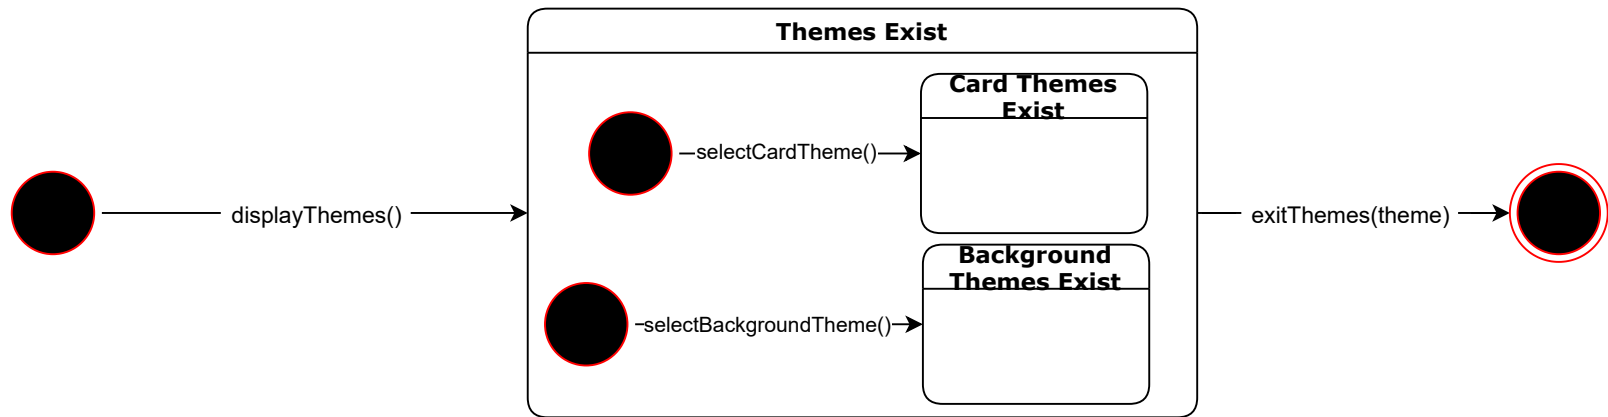 Themes Exist
Card Themes
Exist
selectCardTheme()
displayThemes()
exitThemes(theme)
Background
Themes Exist
selectBackgroundTheme()